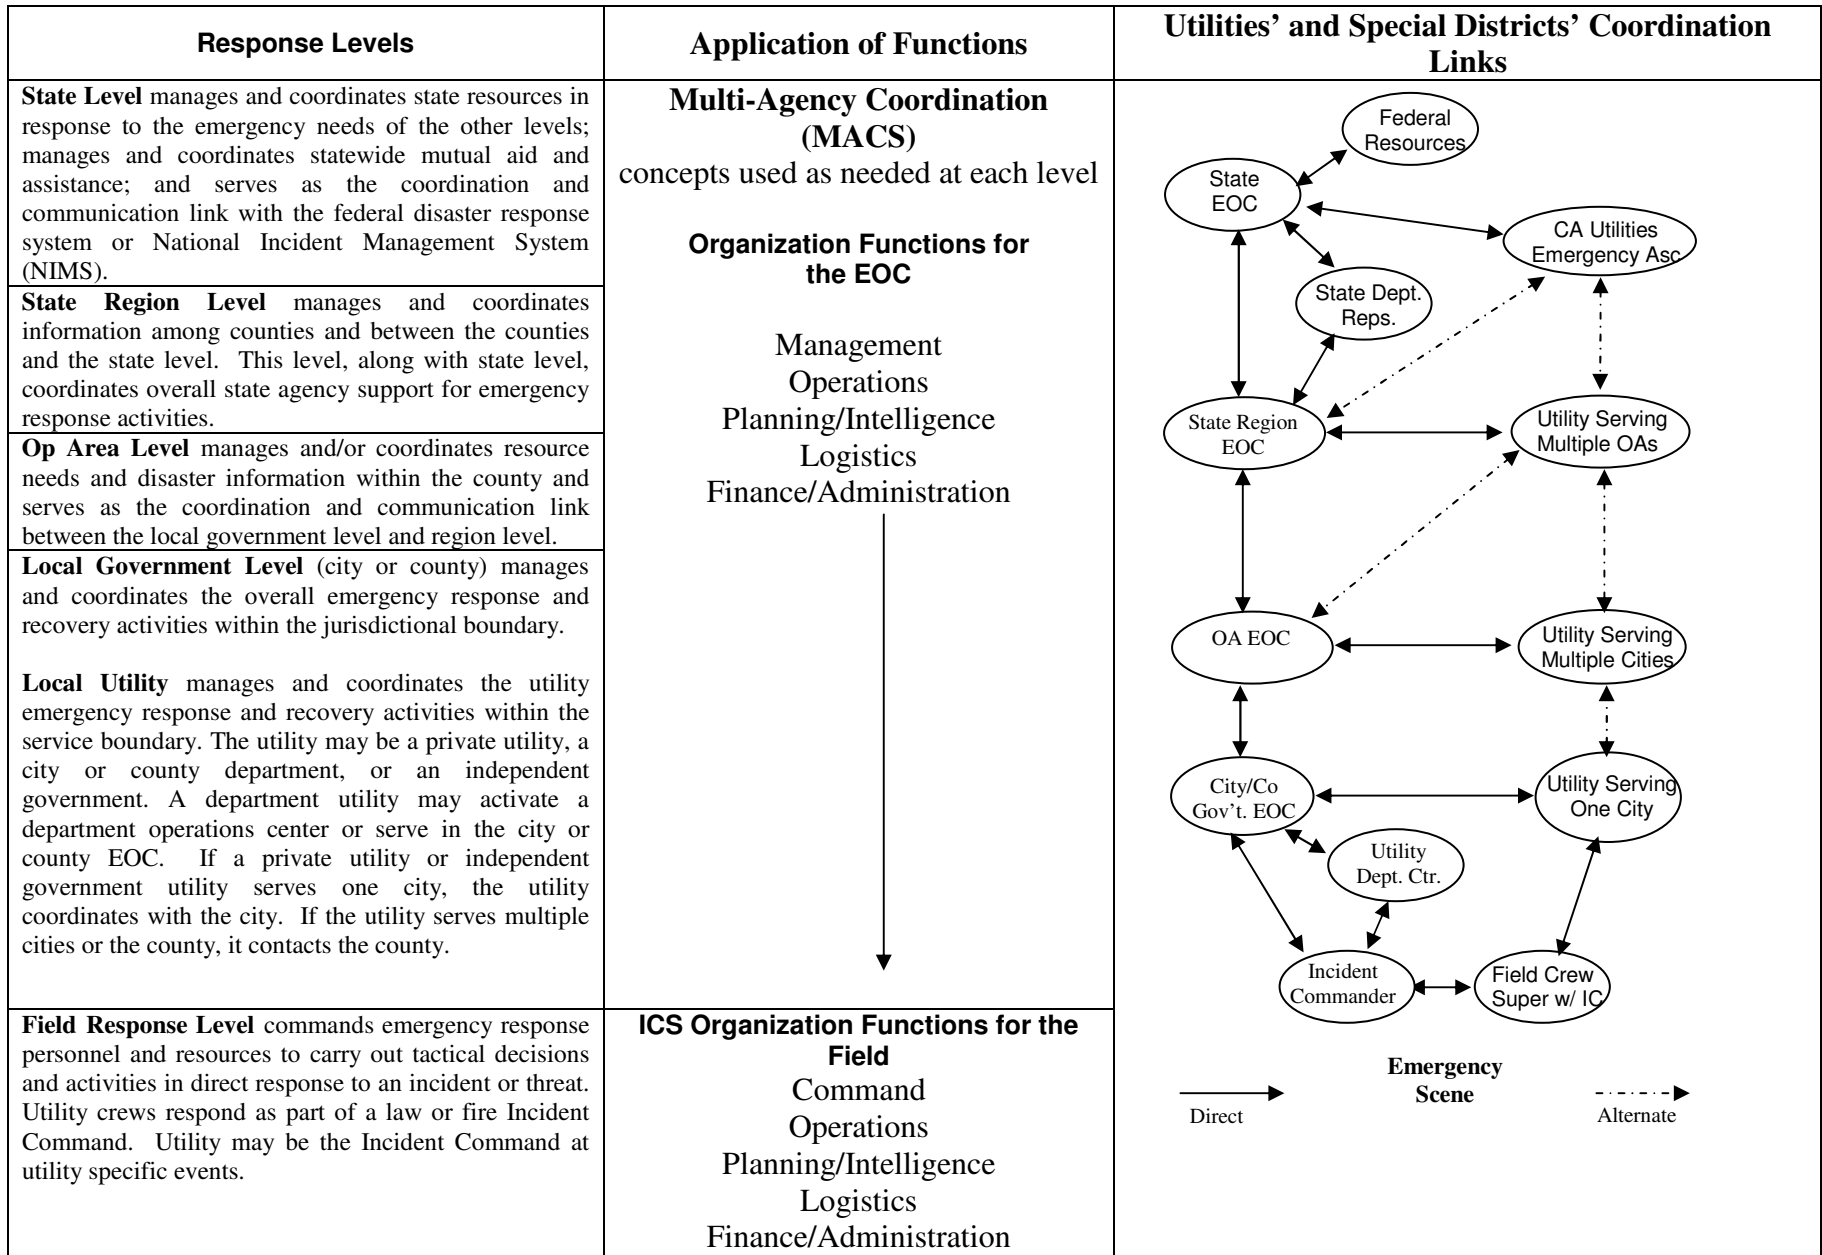 Response Levels
State Level manages and coordinates state resources in
response to the emergency needs of the other levels;
manages and coordinates statewide mutual aid and
assistance; and serves as the coordination and
communication link with the federal disaster response
system or National Incident Management System
(NIMS).
State Region Level manages and coordinates
information among counties and between the counties
and the state level. This level, along with state level,
coordinates overall state agency support for emergency
response activities.
Op Area Level manages and/or coordinates resource
needs and disaster information within the county and
serves as the coordination and communication link
between the local government level and region level.
Local Government Level (city or county) manages
and coordinates the overall emergency response and
recovery activities within the jurisdictional boundary.
Local Utility manages and coordinates the utility
emergency response and recovery activities within the
service boundary. The utility may be a private utility, a
city or county department, or an independent
government. A department utility may activate a
department operations center or serve in the city or
county EOC. If a private utility or independent
government utility serves one city, the utility
coordinates with the city. If the utility serves multiple
cities or the county, it contacts the county.
Field Response Level commands emergency response
personnel and resources to carry out tactical decisions
and activities in direct response to an incident or threat.
Utility crews respond as part of a law or fire Incident
Command. Utility may be the Incident Command at
utility specific events.
Application of Functions
Multi-Agency Coordination
(MACS)
concepts used as needed at each level
Organization Functions for
the EOC
Management
Operations
Planning/Intelligence
Logistics
Finance/Administration
ICS Organization Functions for the
Field
Command
Operations
Planning/Intelligence
Logistics
Finance/Administration
Utilities’ and Special Districts’ Coordination
Links
Federal
Resources
State
EOC
CA Utilities
Emergency Asc
State Dept.
Reps.
State Region
EOC
Utility Serving
Multiple OAs
OA EOC
Utility Serving
Multiple Cities
City/Co
Gov’t. EOC
Utility Serving
One City
Utility
Dept. Ctr.
Incident
Commander
Field Crew
Super w/ IC
Emergency
Scene
Direct
Alternate